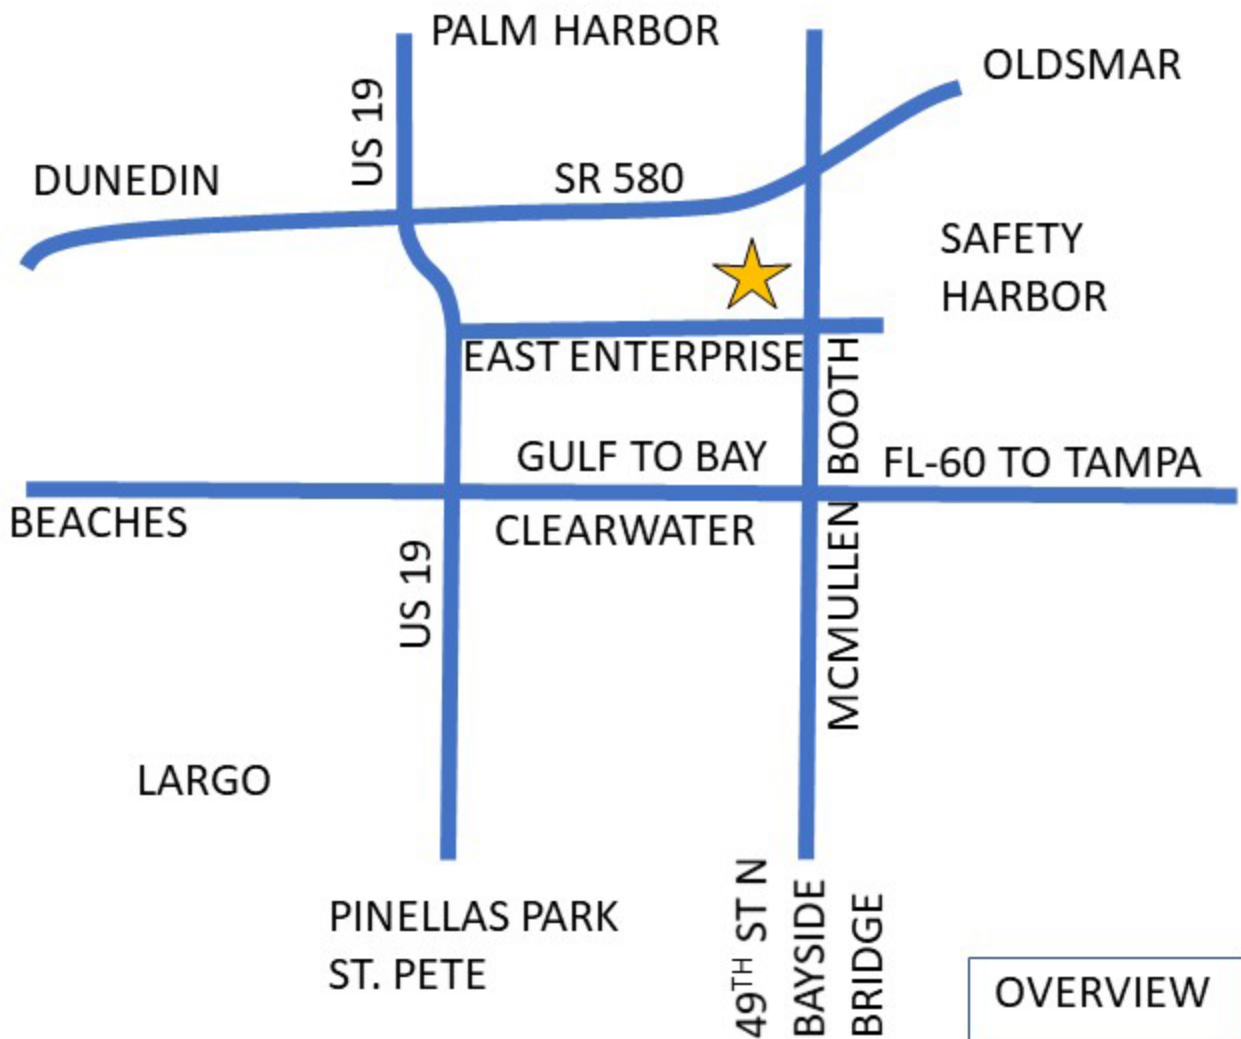 PALM HARBOR
OLDSMAR
US 19
DUNEDIN
SR 580
SAFETY
HARBOR
EAST ENTERPRISE
GULF TO BAY
FL-60 TO TAMPA
BEACHES
CLEARWATER
US 19
MCMULLEN BOOTH
LARGO
PINELLAS PARK
ST. PETE
49TH ST N
BAYSIDE
BRIDGE
OVERVIEW